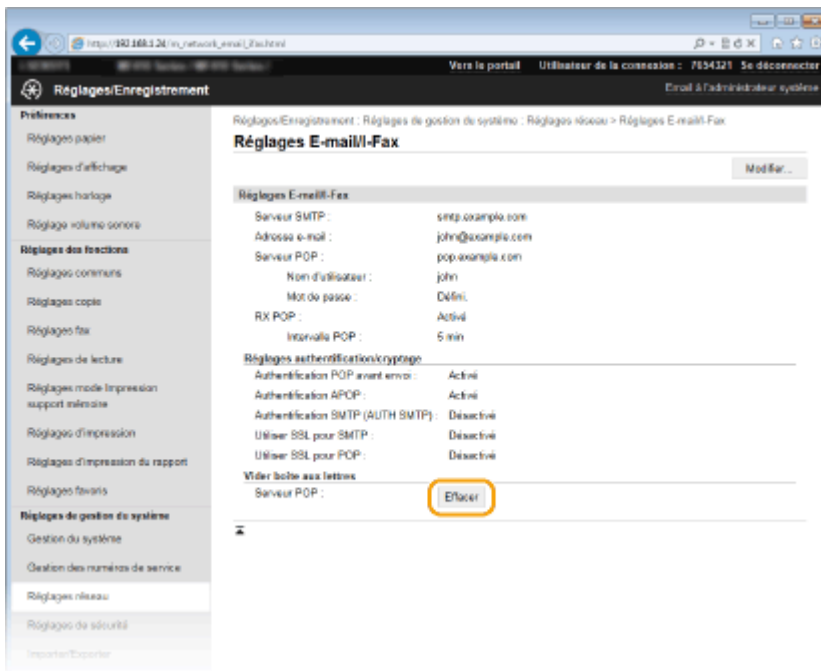 http://192.168.1.24/m_network_email_ifax.html
Vers le portail Utilisateur de la connexion : 7654321 Se déconnecter
Réglages/Enregistrement
Email à l'administrateur système
Préférences
Réglages papier
Réglages d'affichage
Réglages horloge
Réglage volume sonore
Réglages des fonctions
Réglages communs
Réglages copie
Réglages fax
Réglages de lecture
Réglages mode Impression
support mémoire
Réglages d'impression
Réglages d'impression du rapport
Réglages favoris
Réglages de gestion du système
Gestion du système
Gestion des numéros de service
Réglages réseau
Réglages de sécurité
Importer/Exporter
Réglages/Enregistrement : Réglages de gestion du système : Réglages réseau > Réglages E-mail/I-Fax
Réglages E-mail/I-Fax
Modifier...
Réglages E-mail/I-Fax
Serveur SMTP : smtp.example.com
Adresse e-mail : john@example.com
Serveur POP : pop.example.com
Nom d'utilisateur : john
Mot de passe : Défini.
RX POP : Activé
Intervalle POP : 5 min
Réglages authentification/cryptage
Authentification POP avant envoi : Activé
Authentification APOP : Activé
Authentification SMTP (AUTH SMTP) : Désactivé
Utiliser SSL pour SMTP : Désactivé
Utiliser SSL pour POP : Désactivé
Vider boîte aux lettres
Serveur POP : Effacer